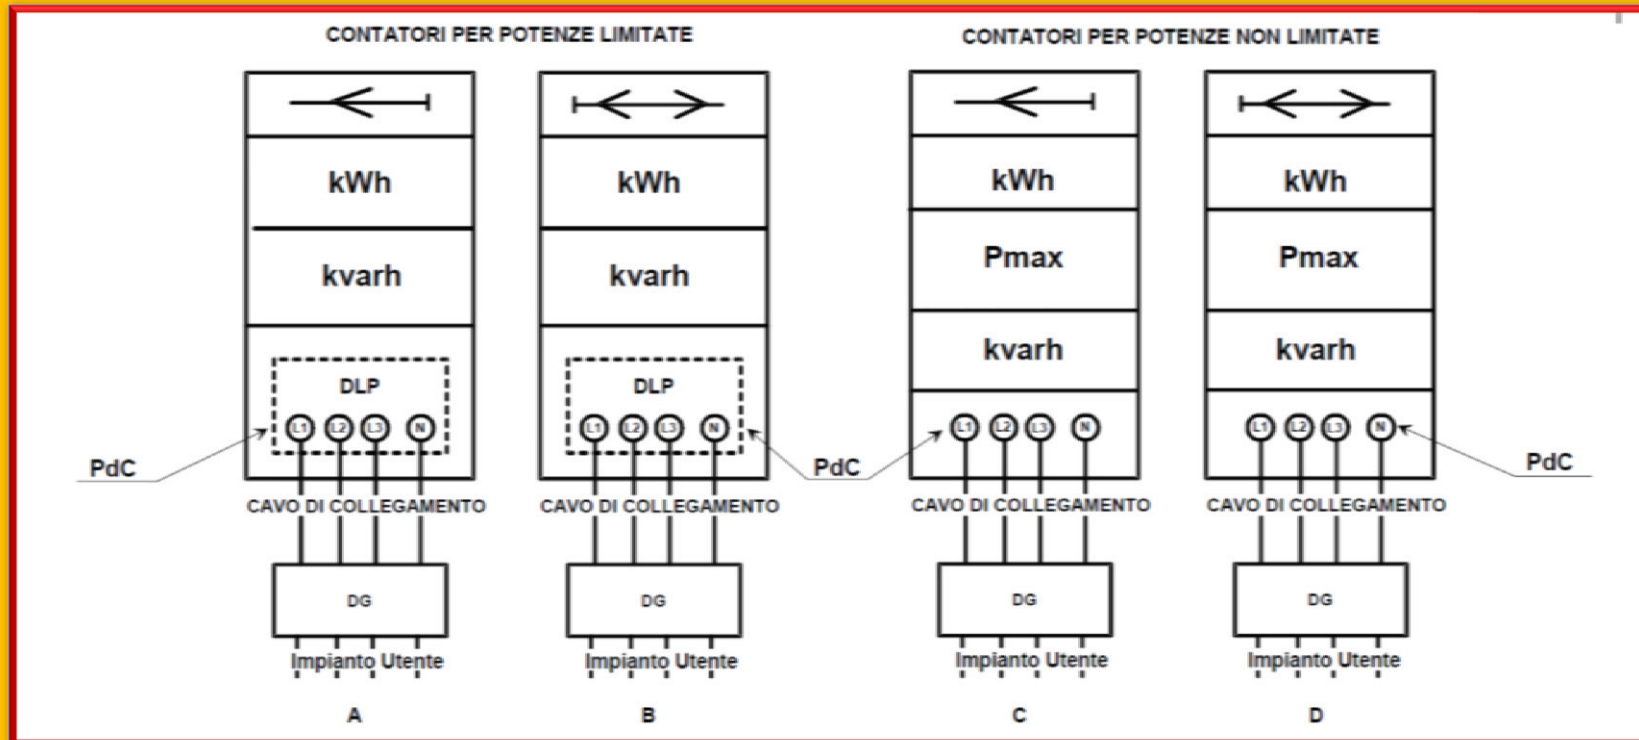 CONTATORI PER POTENZE LIMITATE
CONTATORI PER POTENZE NON LIMITATE
kWh
kWh
kWh
kWh
kvarh
kvarh
Pmax
Pmax
kvarh
kvarh
DLP
DLP
L1 L2 L3 N
L1 L2 L3 N
L1 L2 L3 N
L1 L2 L3 N
PdC
PdC
PdC
CAVO DI COLLEGAMENTO
CAVO DI COLLEGAMENTO
CAVO DI COLLEGAMENTO
CAVO DI COLLEGAMENTO
DG
DG
DG
DG
Impianto Utente
Impianto Utente
Impianto Utente
Impianto Utente
A
B
C
D